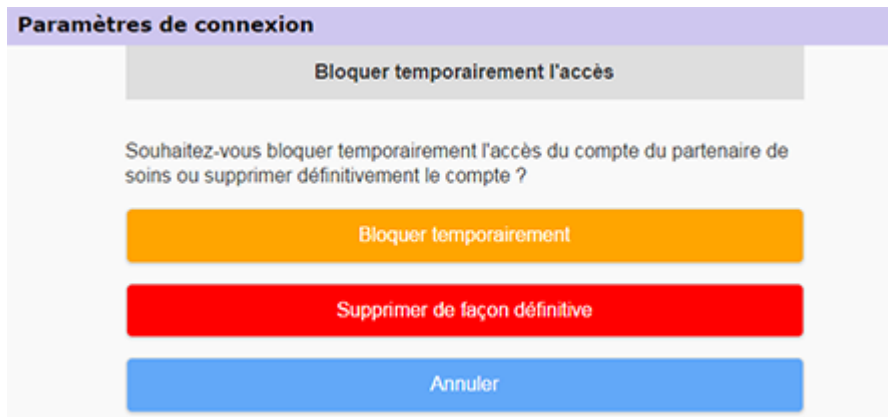 Paramètres de connexion
Bloquer temporairement l'accès
Souhaitez-vous bloquer temporairement l'accès du compte du partenaire de
soins ou supprimer définitivement le compte ?
Bloquer temporairement
Supprimer de façon définitive
Annuler